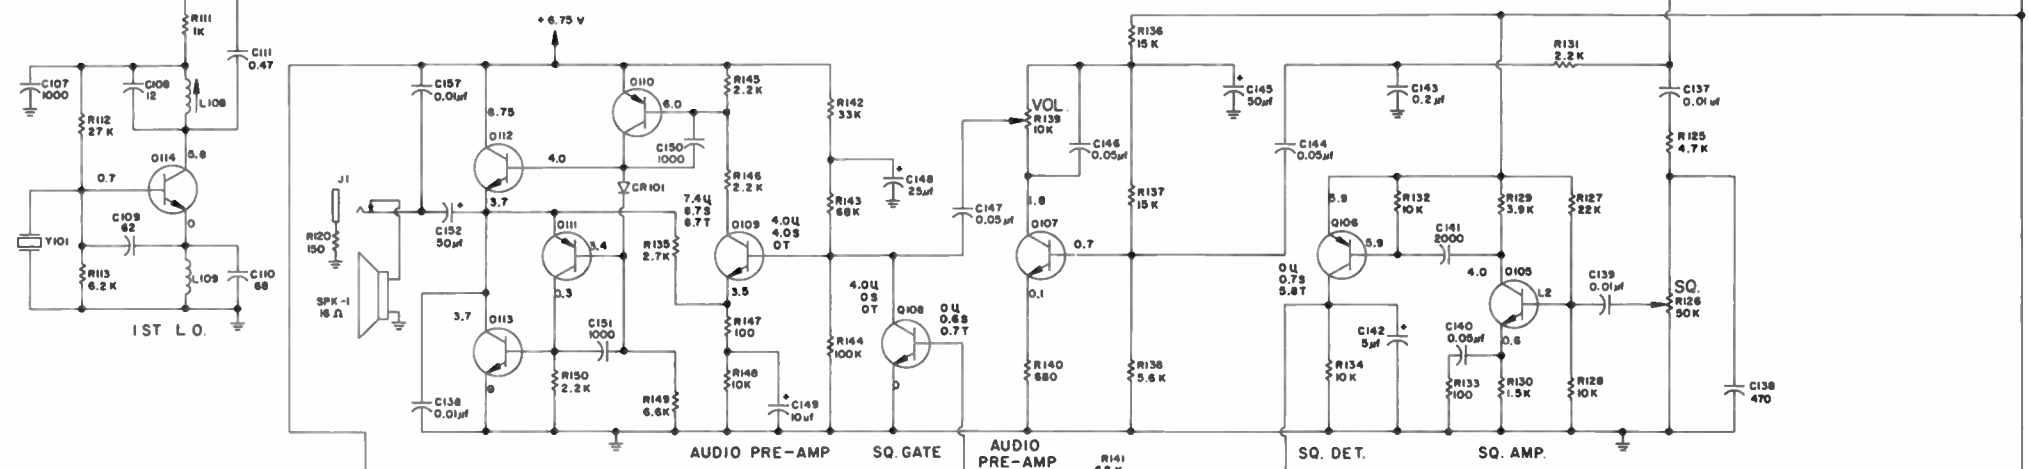 R111
1K
C111
0.47
C107
1000
C108
12
L108
R112
27K
5.8
Q114
0.7
C109
62
0
Y101
R113
6.2K
L109
C110
68
1ST L O.
+6.75 V
C157
0.01µf
6.75
Q112
4.0
3.7
Q110
6.0
C150
1000
CR101
R145
2.2K
R146
2.2K
R142
33K
C148
25µf
R143
68K
J1
R120
150
C152
50µf
Q111
3.4
0.3
R135
2.7K
7.4U
6.7S
6.7T
Q109
4.0U
4.0S
0T
3.5
SPK-1
16Ω
3.7
Q113
0
C138
0.01µf
C151
1000
R150
2.2K
R149
6.6K
R147
100
R148
10K
C149
10µf
R144
100K
AUDIO PRE-AMP
4.0U
0S
0T
Q108
0U
0.6S
0.7T
0
SQ. GATE
C147
0.05µf
R136
15K
VOL.
R139
10K
C146
0.05µf
C145
50µf
R137
15K
1.8
Q107
0.7
0.1
R140
680
R138
5.6K
AUDIO
PRE-AMP
R141
C144
0.05µf
C143
0.2µf
R131
2.2K
C137
0.01µf
R125
4.7K
5.9
R132
10K
R129
3.9K
R127
22K
Q106
5.9
C141
2000
0U
0.7S
5.8T
4.0
Q105
1.2
C139
0.01µf
SQ.
R126
50K
C142
5µf
C140
0.05µf
0.6
R134
10K
R133
100
R130
1.5K
R128
10K
C138
470
SQ. DET.
SQ. AMP.